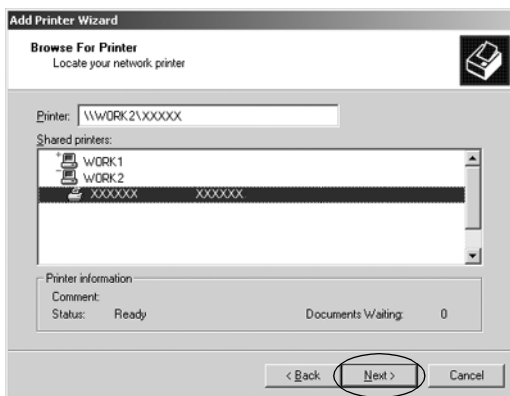 Add Printer Wizard
Browse For Printer
Locate your network printer
Printer: \\WORK2\XXXXX
Shared printers:
WORK1
WORK2
XXXXXX XXXXXX
Printer information
Comment:
Status: Ready Documents Waiting: 0
< Back Next > Cancel